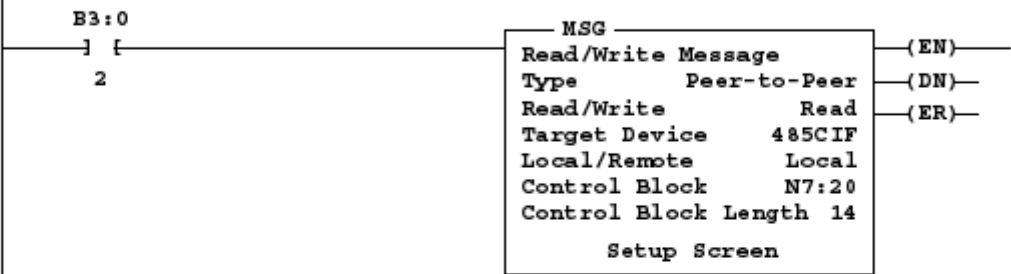 B3:0
2
MSG
Read/Write Message
Type Peer-to-Peer
Read/Write Read
Target Device 485CIF
Local/Remote Local
Control Block N7:20
Control Block Length 14
Setup Screen
(EN)
(DN)
(ER)